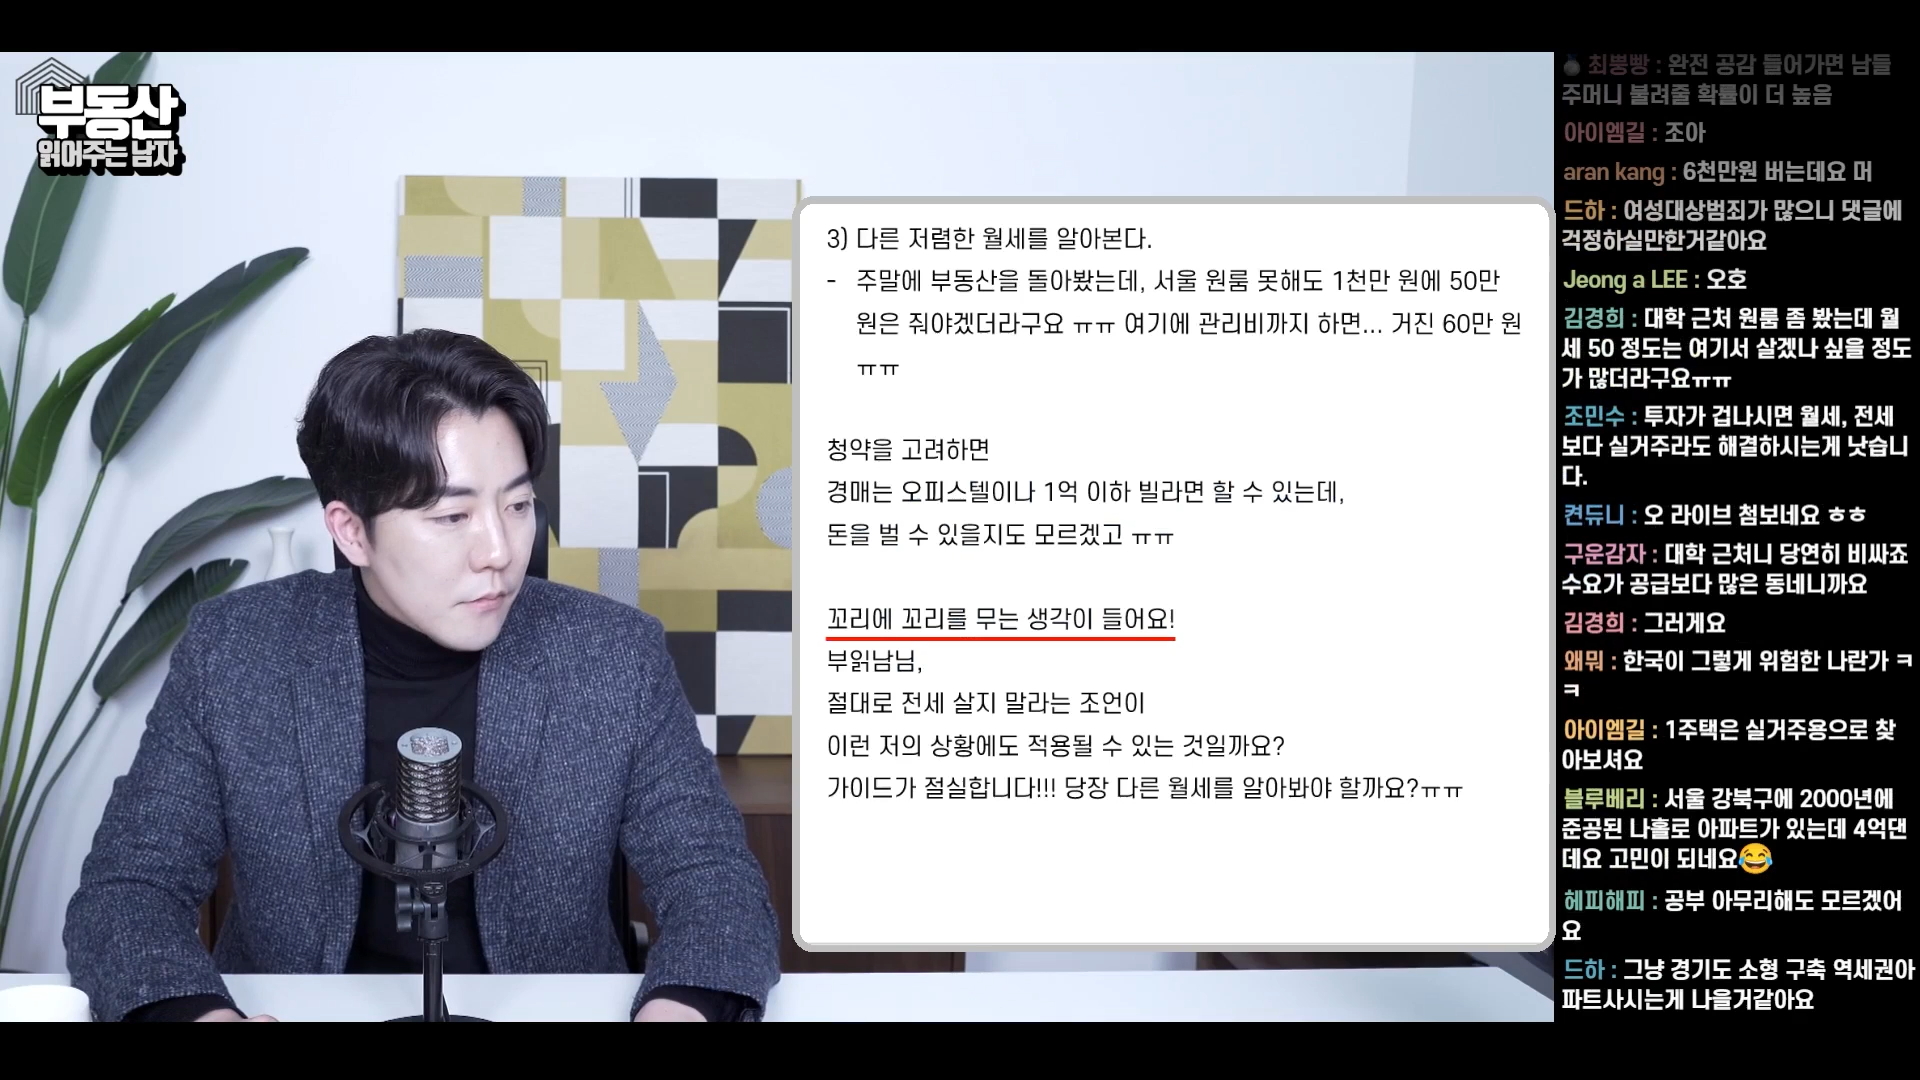 부동산
읽어주는 남자
3) 다른 저렴한 월세를 알아본다.
- 주말에 부동산을 돌아봤는데, 서울 원룸 못해도 1천만 원에 50만
원은 줘야겠더라구요 ㅠㅠ 여기에 관리비까지 하면... 거진 60만 원
ㅠㅠ
청약을 고려하면
경매는 오피스텔이나 1억 이하 빌라면 할 수 있는데,
돈을 벌 수 있을지도 모르겠고 ㅠㅠ
꼬리에 꼬리를 무는 생각이 들어요!
부읽남님,
절대로 전세 살지 말라는 조언이
이런 저의 상황에도 적용될 수 있는 것일까요?
가이드가 절실합니다!!! 당장 다른 월세를 알아봐야 할까요?ㅠㅠ
최뿡빵 : 완전 공감 들어가면 남들
주머니 불려줄 확률이 더 높음
아이엠길 : 조아
aran kang : 6천만원 버는데요 머
드하 : 여성대상범죄가 많으니 댓글에
걱정하실만한거같아요
Jeong a LEE : 오호
김경희 : 대학 근처 원룸 좀 봤는데 월
세 50 정도는 여기서 살겠나 싶을 정도
가 많더라구요ㅠㅠ
조민수 : 투자가 겁나시면 월세, 전세
보다 실거주라도 해결하시는게 낫습니
다.
켠듀니 : 오 라이브 첨보네요 ㅎㅎ
구운감자 : 대학 근처니 당연히 비싸죠
수요가 공급보다 많은 동네니까요
김경희 : 그러게요
왜뭐 : 한국이 그렇게 위험한 나란가 ㅋ
ㅋ
아이엠길 : 1주택은 실거주용으로 찾
아보셔요
블루베리 : 서울 강북구에 2000년에
준공된 나홀로 아파트가 있는데 4억댄
데요 고민이 되네요😂
헤피해피 : 공부 아무리해도 모르겠어
요
드하 : 그냥 경기도 소형 구축 역세권아
파트사시는게 나을거같아요